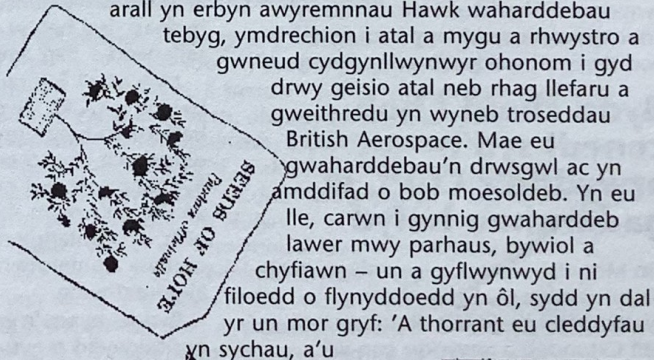 arall yn erbyn awyremnnau Hawk waharddebau
tebyg, ymdrechion i atal a mygu a rhwystro a
gwneud cydgynllwynwyr ohonom i gyd
drwy geisio atal neb rhag llefaru a
gweithredu yn wyneb troseddau
British Aerospace. Mae eu
gwaharddebau'n drwsgwl ac yn
amddifad o bob moesoldeb. Yn eu
lle, carwn i gynnig gwaharddeb
lawer mwy parhaus, bywiol a
chyfiawn – un a gyflwynwyd i ni
filoedd o flynyddoedd yn ôl, sydd yn dal
yr un mor gryf: 'A thorrant eu cleddyfau
yn sychau, a'u
SEEDS OF HOPE